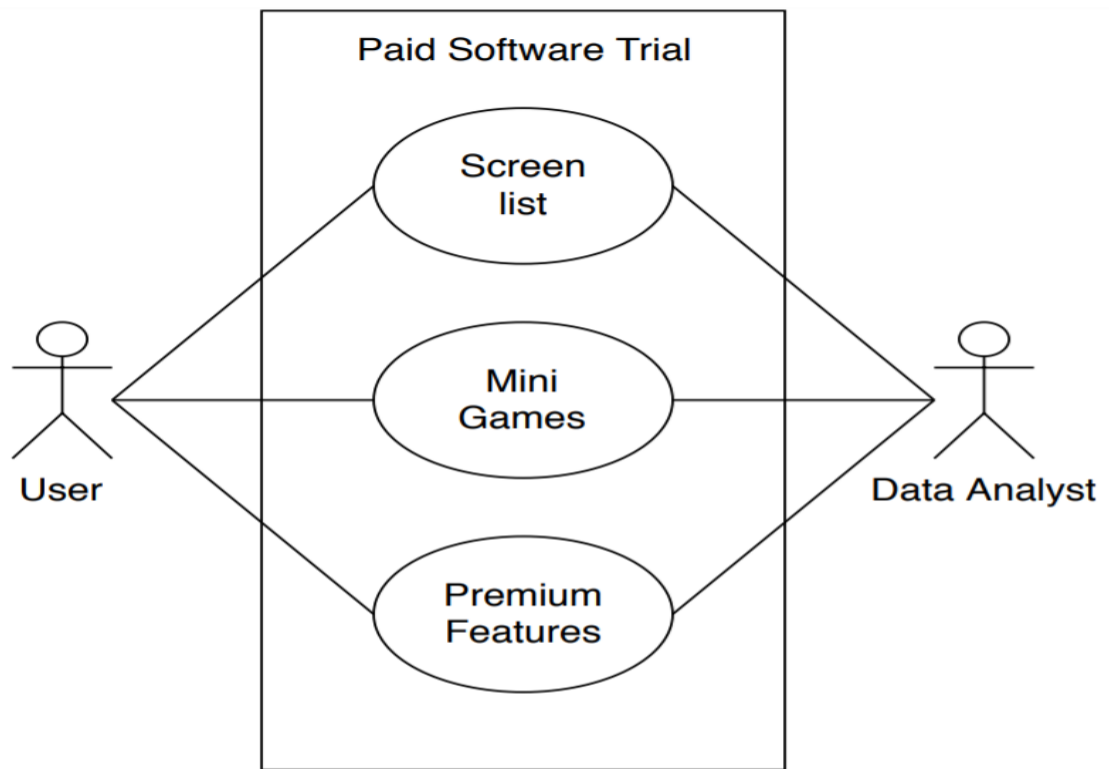 Paid Software Trial
Screen
list
Mini
Games
User
Data Analyst
Premium
Features